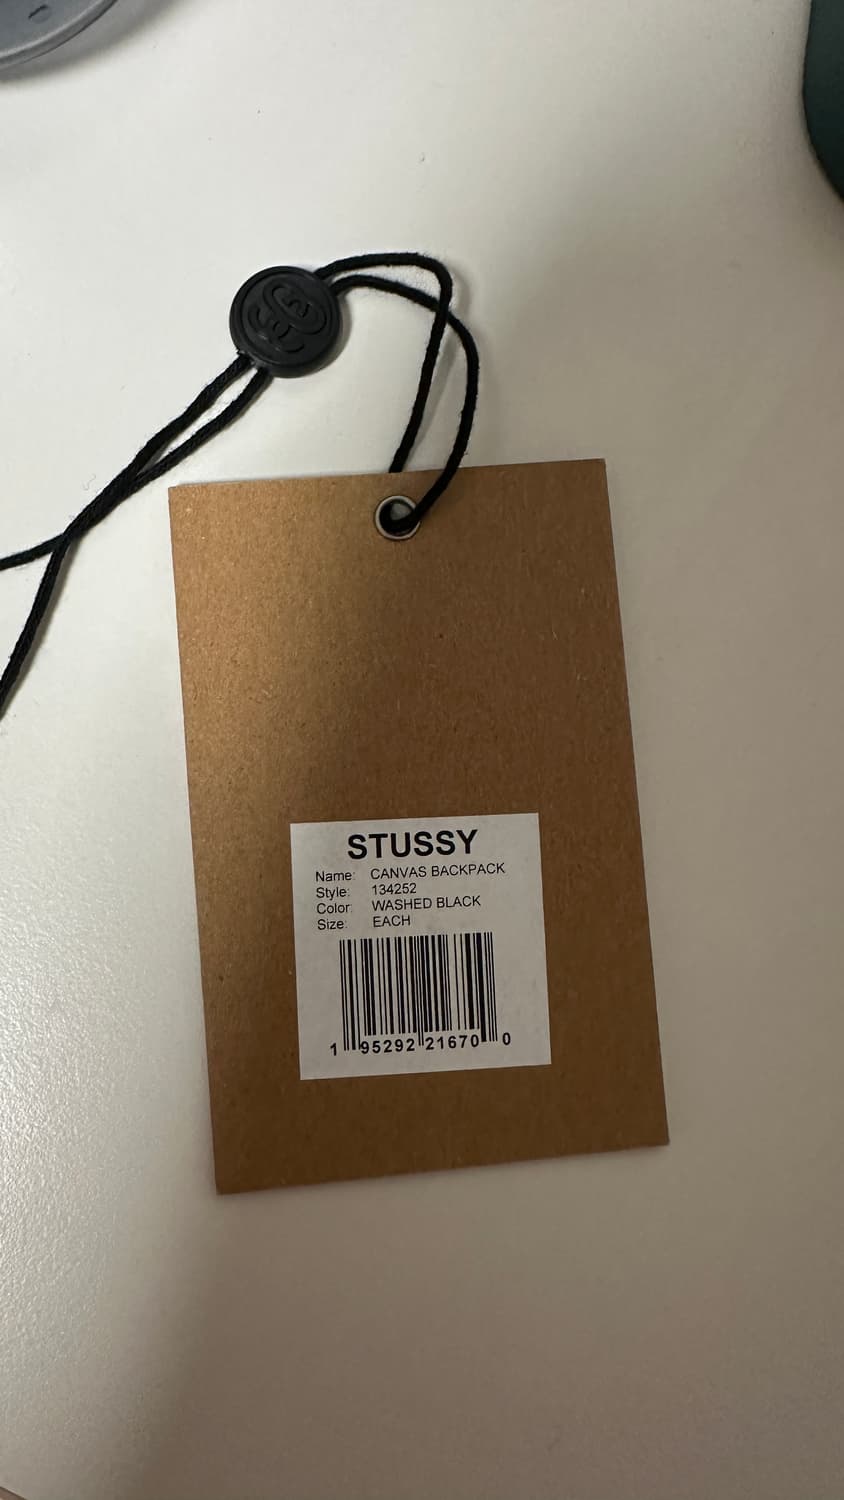 STUSSY
Name: CANVAS BACKPACK
Style: 134252
Color: WASHED BLACK
Size: EACH
1 95292 21670 0